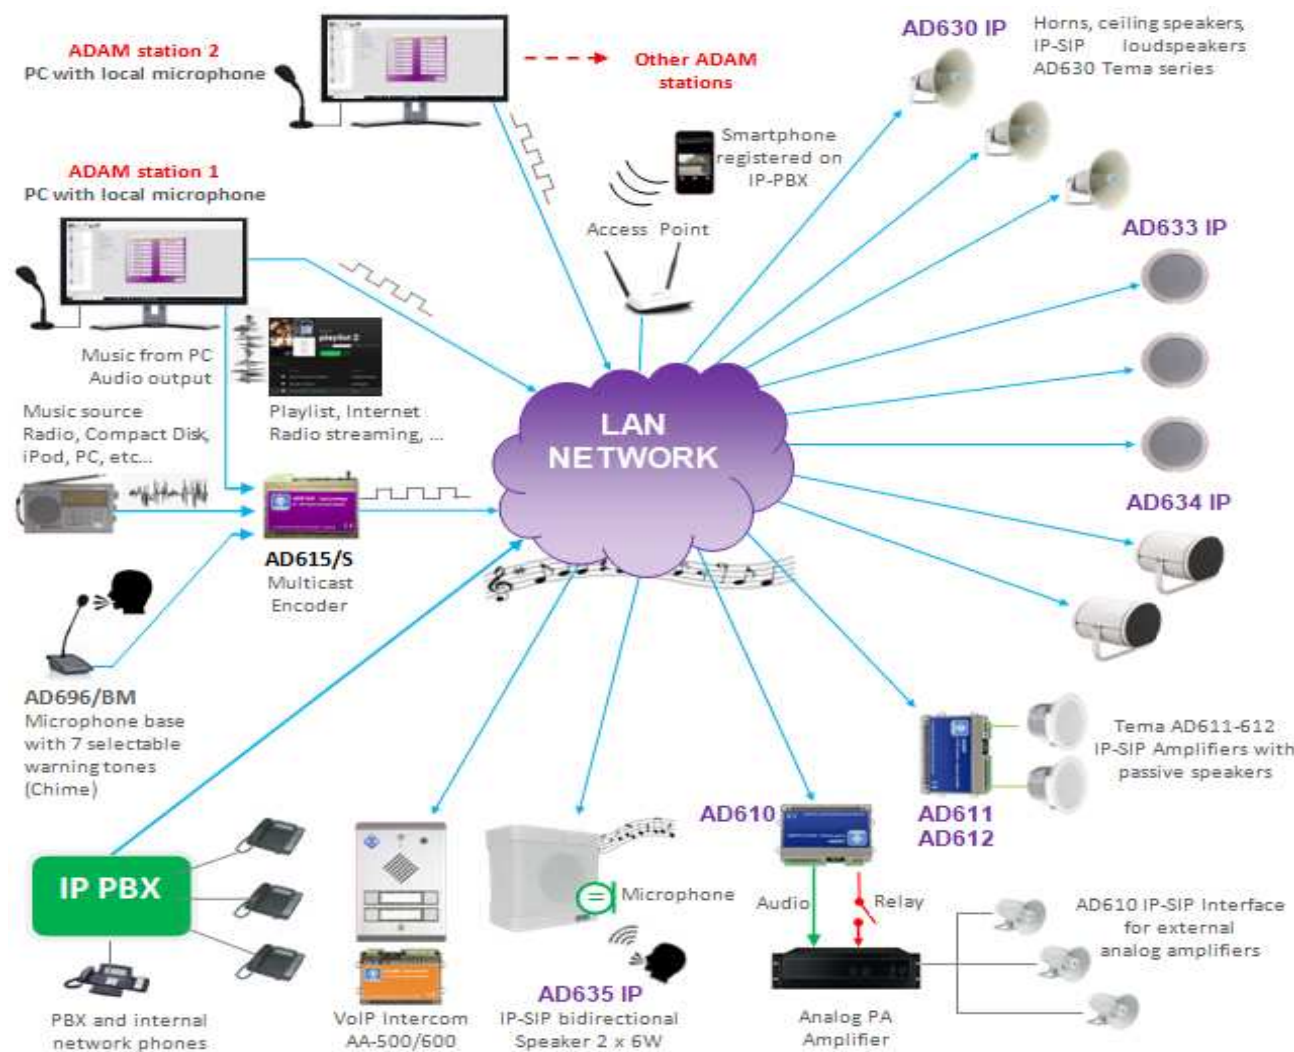 ADAM station 2
PC with local microphone
Other ADAM
stations
AD630 IP
Horns, ceiling speakers,
IP-SIP loudspeakers
AD630 Tema series
Smartphone
registered on
IP-PBX
ADAM station 1
PC with local microphone
Access Point
AD633 IP
Music from PC
Audio output
playlist 2
Playlist, Internet
Radio streaming, ...
Music source
Radio, Compact Disk,
iPod, PC, etc...
LAN
NETWORK
AD634 IP
AD615/S
Multicast
Encoder
AD696/BM
Microphone base
with 7 selectable
warning tones
(Chime)
Tema AD611-612
IP-SIP Amplifiers with
passive speakers
AD610
AD611
AD612
IP PBX
Microphone
Audio
Relay
AD610 IP-SIP Interface
for external
analog amplifiers
PBX and internal
network phones
VoIP Intercom
AA-500/600
AD635 IP
IP-SIP bidirectional
Speaker 2 x 6W
Analog PA
Amplifier